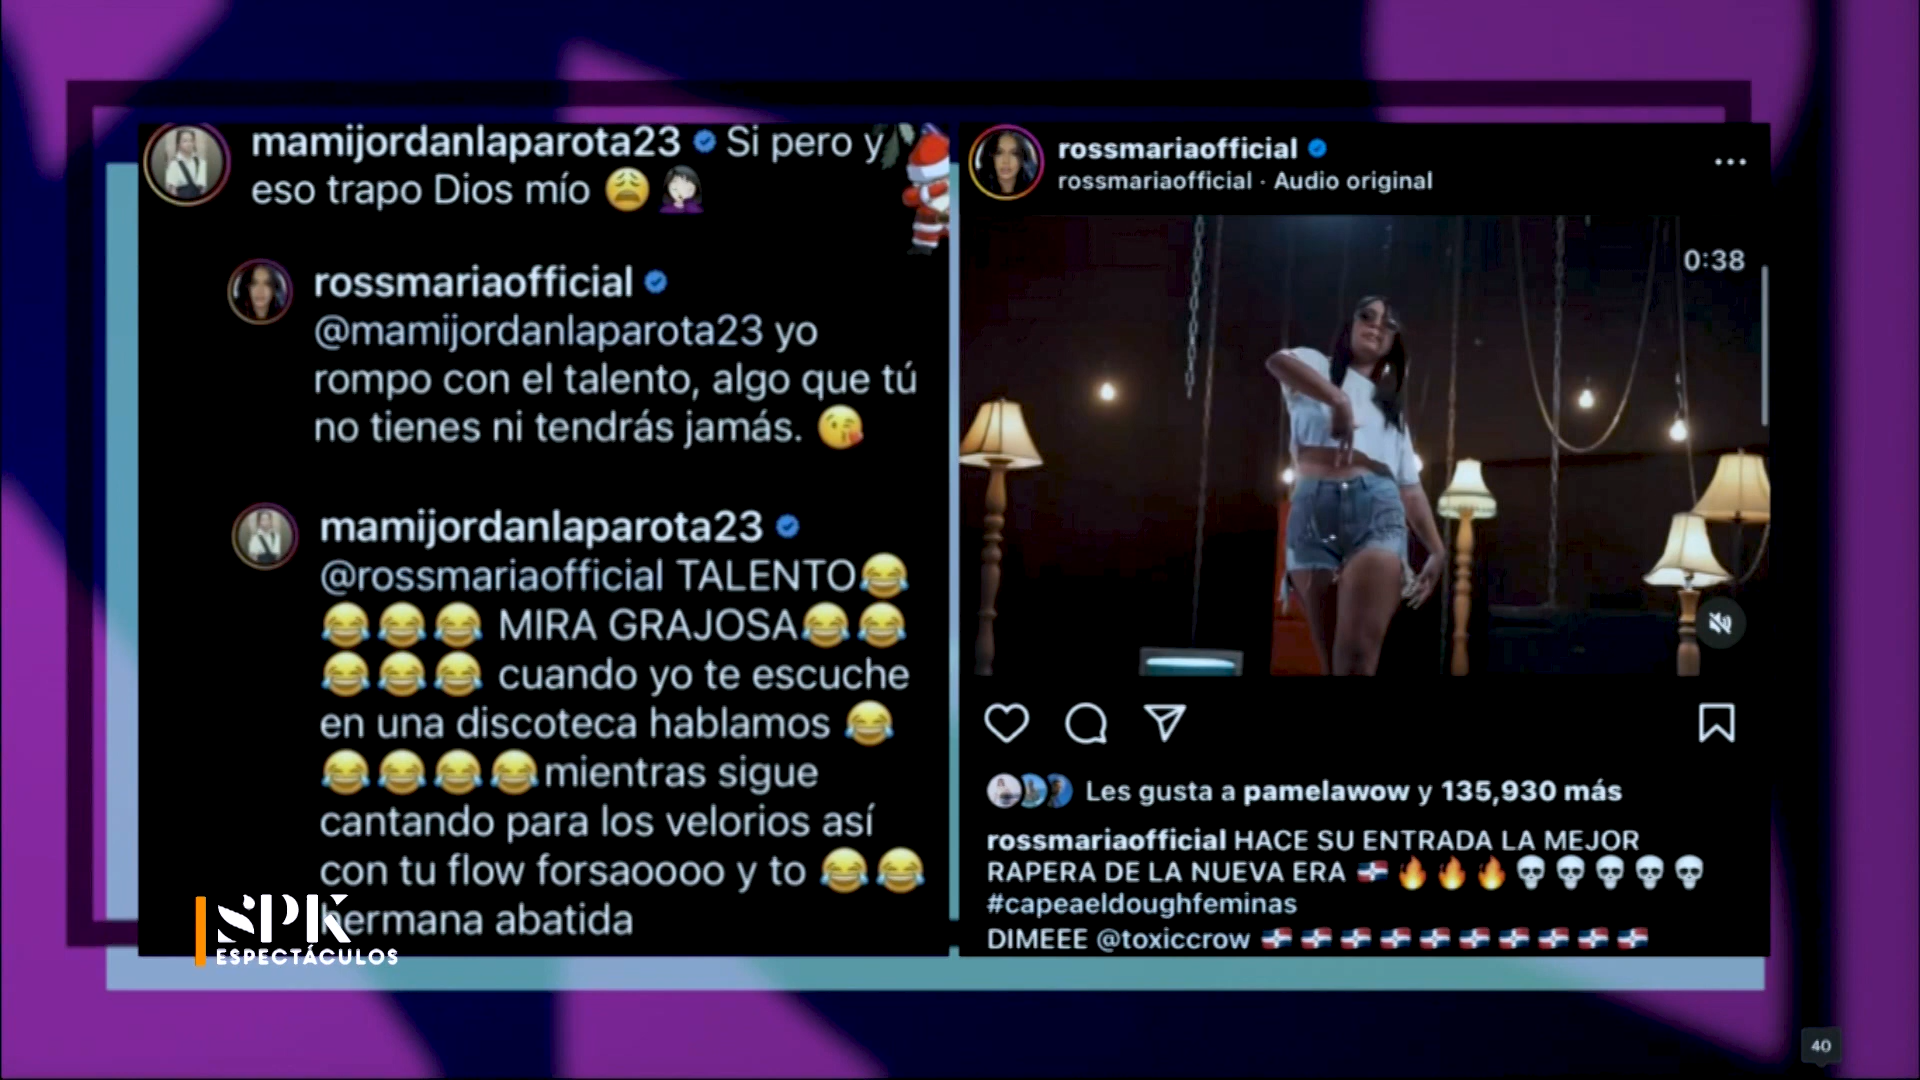 mamijordanlaparota23 Si pero y
eso trapo Dios mío 😩🤦🏻‍♀️
rossmariaofficial
@mamijordanlaparota23 yo
rompo con el talento, algo que tú
no tienes ni tendrás jamás. 😘
mamijordanlaparota23
@rossmariaofficial TALENTO😂
😂😂😂 MIRA GRAJOSA😂😂
😂😂😂 cuando yo te escuche
en una discoteca hablamos 😂
😂😂😂😂mientras sigue
cantando para los velorios así
con tu flow forsaoooo y to 😂😂
hermana abatida
SPK
ESPECTÁCULOS
rossmariaofficial
rossmariaofficial · Audio original
0:38
Les gusta a pamelawow y 135,930 más
rossmariaofficial HACE SU ENTRADA LA MEJOR
RAPERA DE LA NUEVA ERA 🇩🇴🔥🔥🔥💀💀💀💀💀
#capeaeldoughfeminas
DIMEEE @toxiccrow 🇩🇴🇩🇴🇩🇴🇩🇴🇩🇴🇩🇴🇩🇴🇩🇴🇩🇴🇩🇴
40